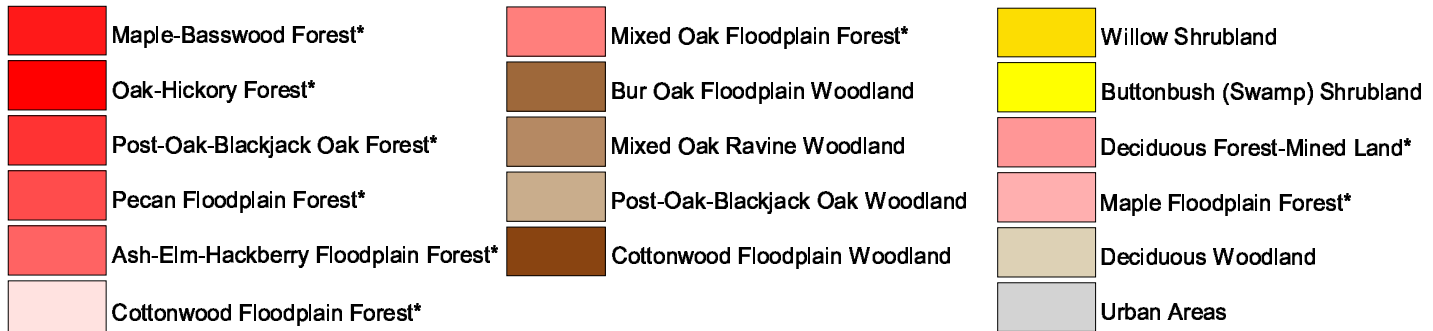 Maple-Basswood Forest*
Oak-Hickory Forest*
Post-Oak-Blackjack Oak Forest*
Pecan Floodplain Forest*
Ash-Elm-Hackberry Floodplain Forest*
Cottonwood Floodplain Forest*
Mixed Oak Floodplain Forest*
Bur Oak Floodplain Woodland
Mixed Oak Ravine Woodland
Post-Oak-Blackjack Oak Woodland
Cottonwood Floodplain Woodland
Willow Shrubland
Buttonbush (Swamp) Shrubland
Deciduous Forest-Mined Land*
Maple Floodplain Forest*
Deciduous Woodland
Urban Areas